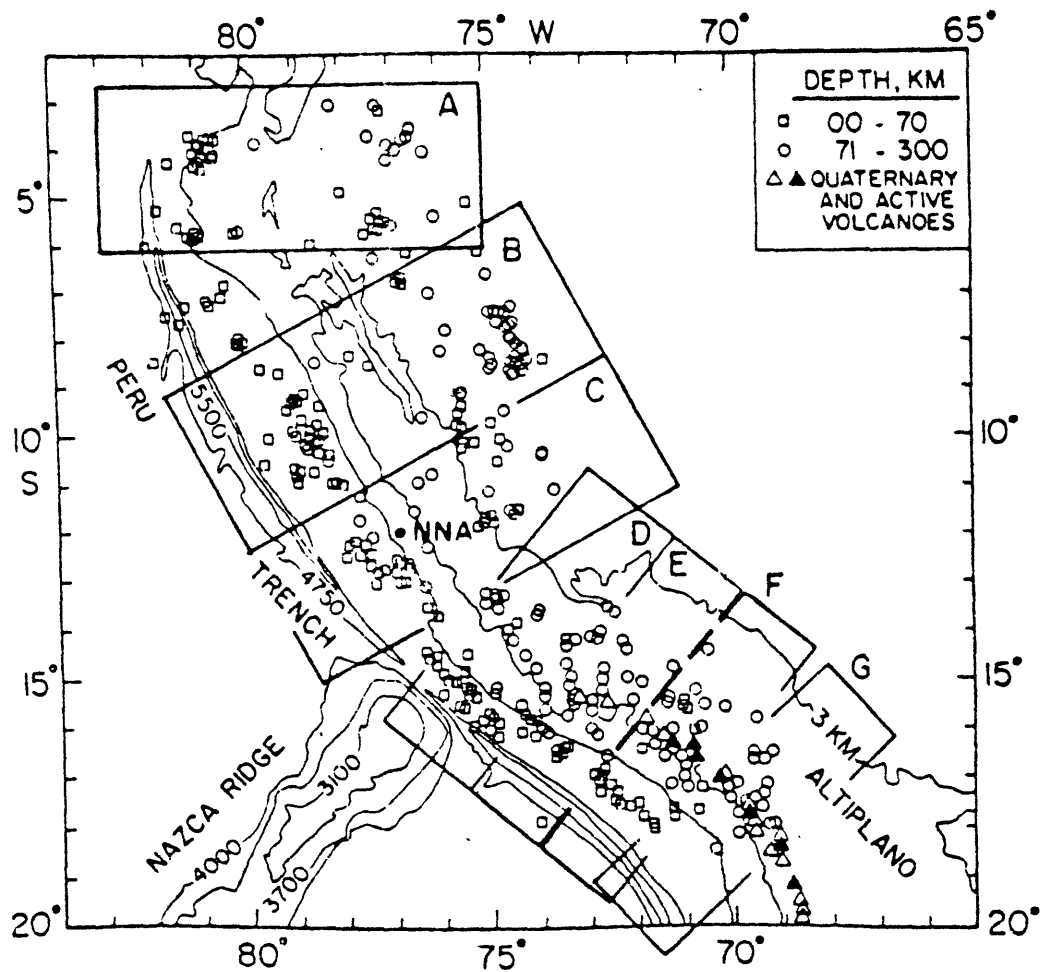 80° 75° W 70° 65°
DEPTH, KM
00 - 70
71 - 300
QUATERNARY
AND ACTIVE
VOLCANOES
A
5° 5°
B
C
PERU
5500
10° 10°
S
NNA
D
E
F
TRENCH
4750
G
15° 15°
3 KM
ALTIPLANO
NAZCA RIDGE
3100
4000
3700
20° 20°
80° 75° 70°